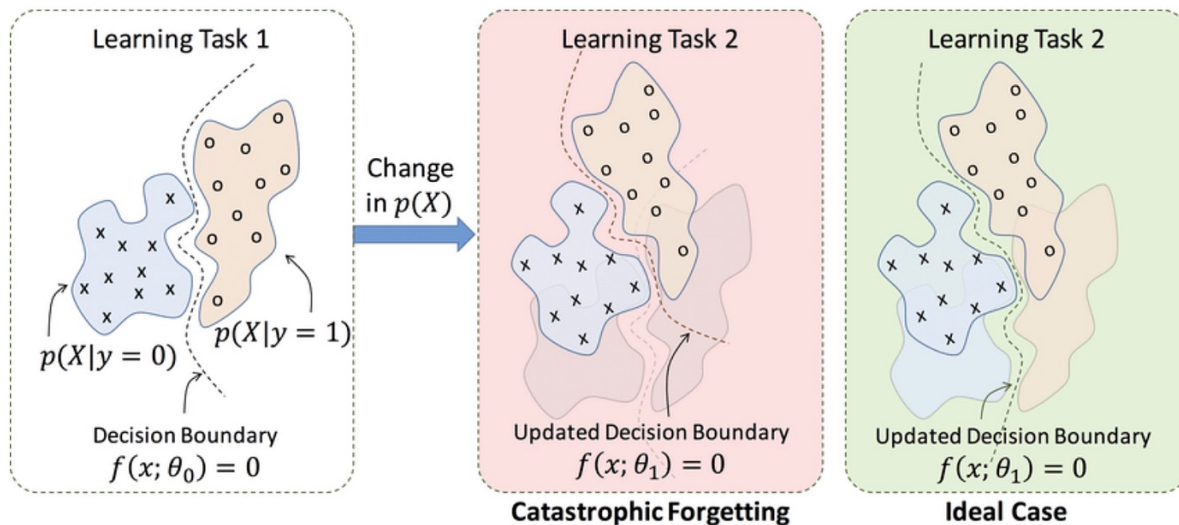 Learning Task 1
p(X|y = 0)
p(X|y = 1)
Decision Boundary
f(x; θ₀) = 0
Change
in p(X)
Learning Task 2
Updated Decision Boundary
f(x; θ₁) = 0
Catastrophic Forgetting
Learning Task 2
Updated Decision Boundary
f(x; θ₁) = 0
Ideal Case